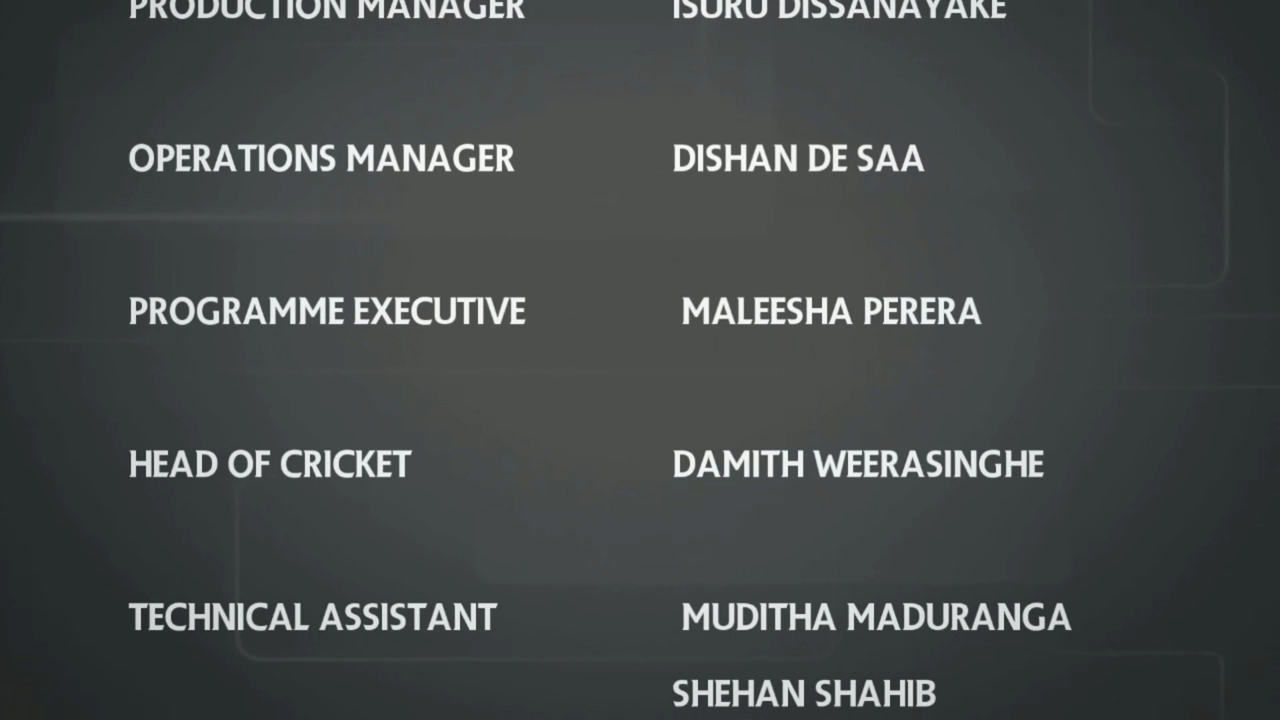 PRODUCTION MANAGER ISURU DISSANAYAKE
OPERATIONS MANAGER DISHAN DE SAA
PROGRAMME EXECUTIVE MALEESHA PERERA
HEAD OF CRICKET DAMITH WEERASINGHE
TECHNICAL ASSISTANT MUDITHA MADURANGA
SHEHAN SHAHIB